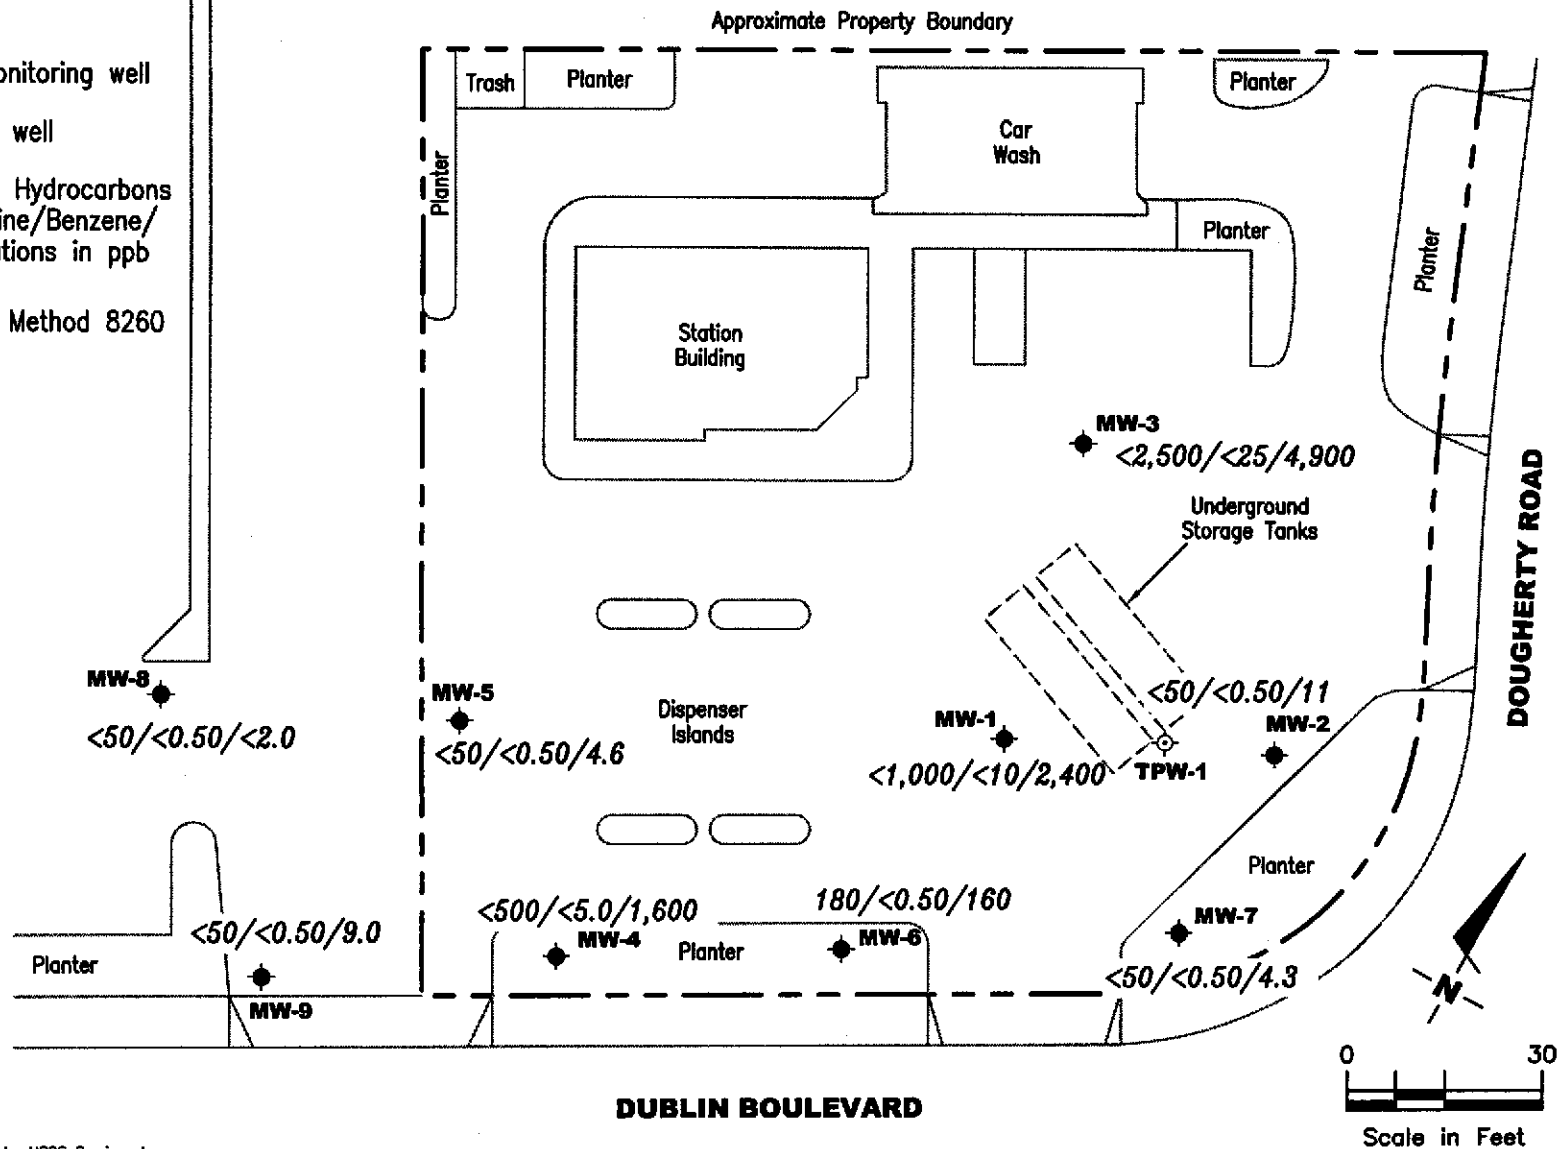 Approximate Property Boundary
onitoring well
well
Hydrocarbons
ine/Benzene/
tions in ppb
Method 8260
Trash
Planter
Planter
Car
Wash
Planter
Planter
Planter
Station
Building
Planter
MW-3
<2,500/<25/4,900
Underground
Storage Tanks
DOUGHERTY ROAD
MW-8
<50/<0.50/<2.0
MW-5
<50/<0.50/4.6
Dispenser
Islands
MW-1
<1,000/<10/2,400
<50/<0.50/11
MW-2
TPW-1
Planter
<50/<0.50/9.0
MW-9
Planter
<500/<5.0/1,600
MW-4
Planter
180/<0.50/160
MW-6
MW-7
<50/<0.50/4.3
N
0 30
Scale in Feet
DUBLIN BOULEVARD